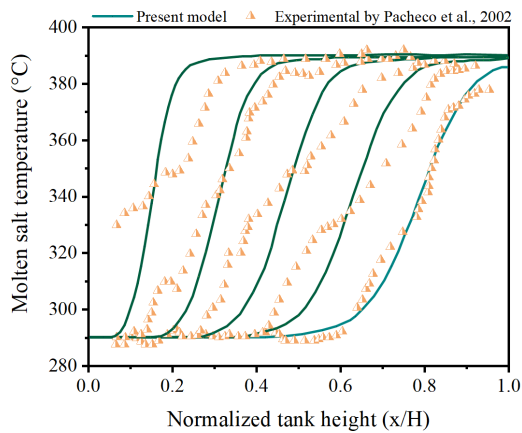 Present model
Experimental by Pacheco et al., 2002
400
380
360
340
320
300
280
Molten salt temperature (°C)
0.0 0.2 0.4 0.6 0.8 1.0
Normalized tank height (x/H)